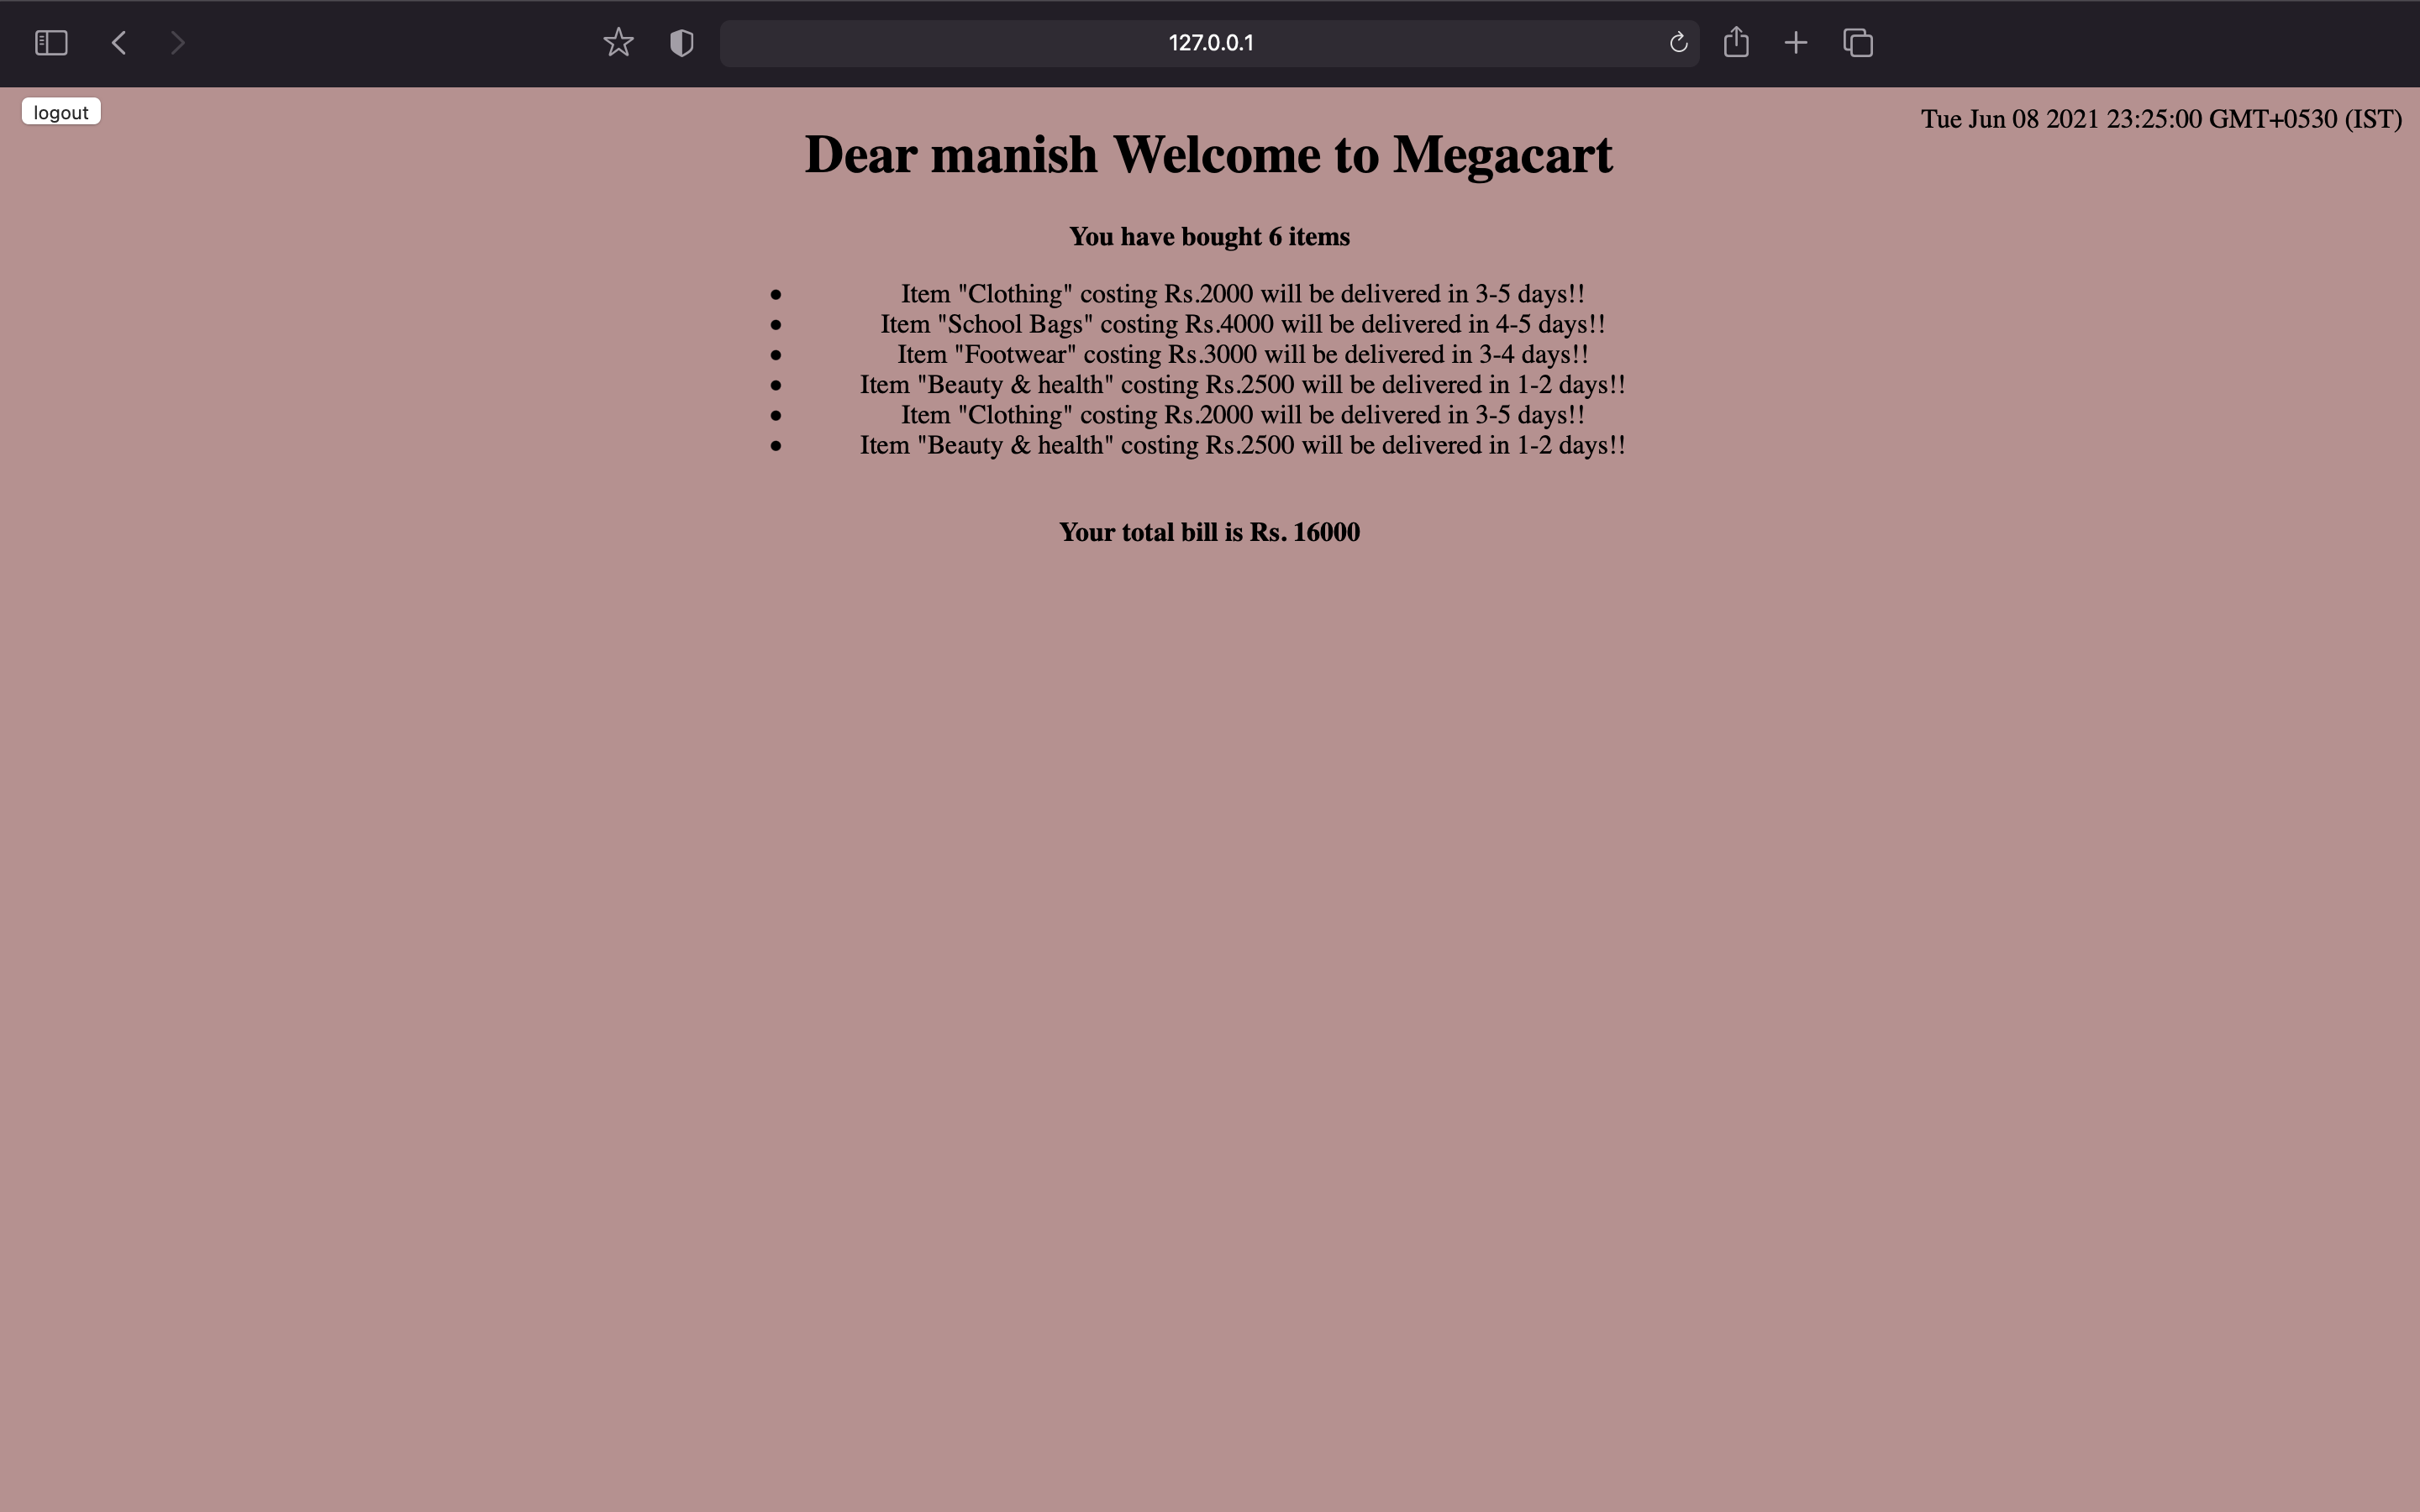 127.0.0.1
logout
Tue Jun 08 2021 23:25:00 GMT+0530 (IST)
Dear manish Welcome to Megacart
You have bought 6 items
Item "Clothing" costing Rs.2000 will be delivered in 3-5 days!!
Item "School Bags" costing Rs.4000 will be delivered in 4-5 days!!
Item "Footwear" costing Rs.3000 will be delivered in 3-4 days!!
Item "Beauty & health" costing Rs.2500 will be delivered in 1-2 days!!
Item "Clothing" costing Rs.2000 will be delivered in 3-5 days!!
Item "Beauty & health" costing Rs.2500 will be delivered in 1-2 days!!
Your total bill is Rs. 16000